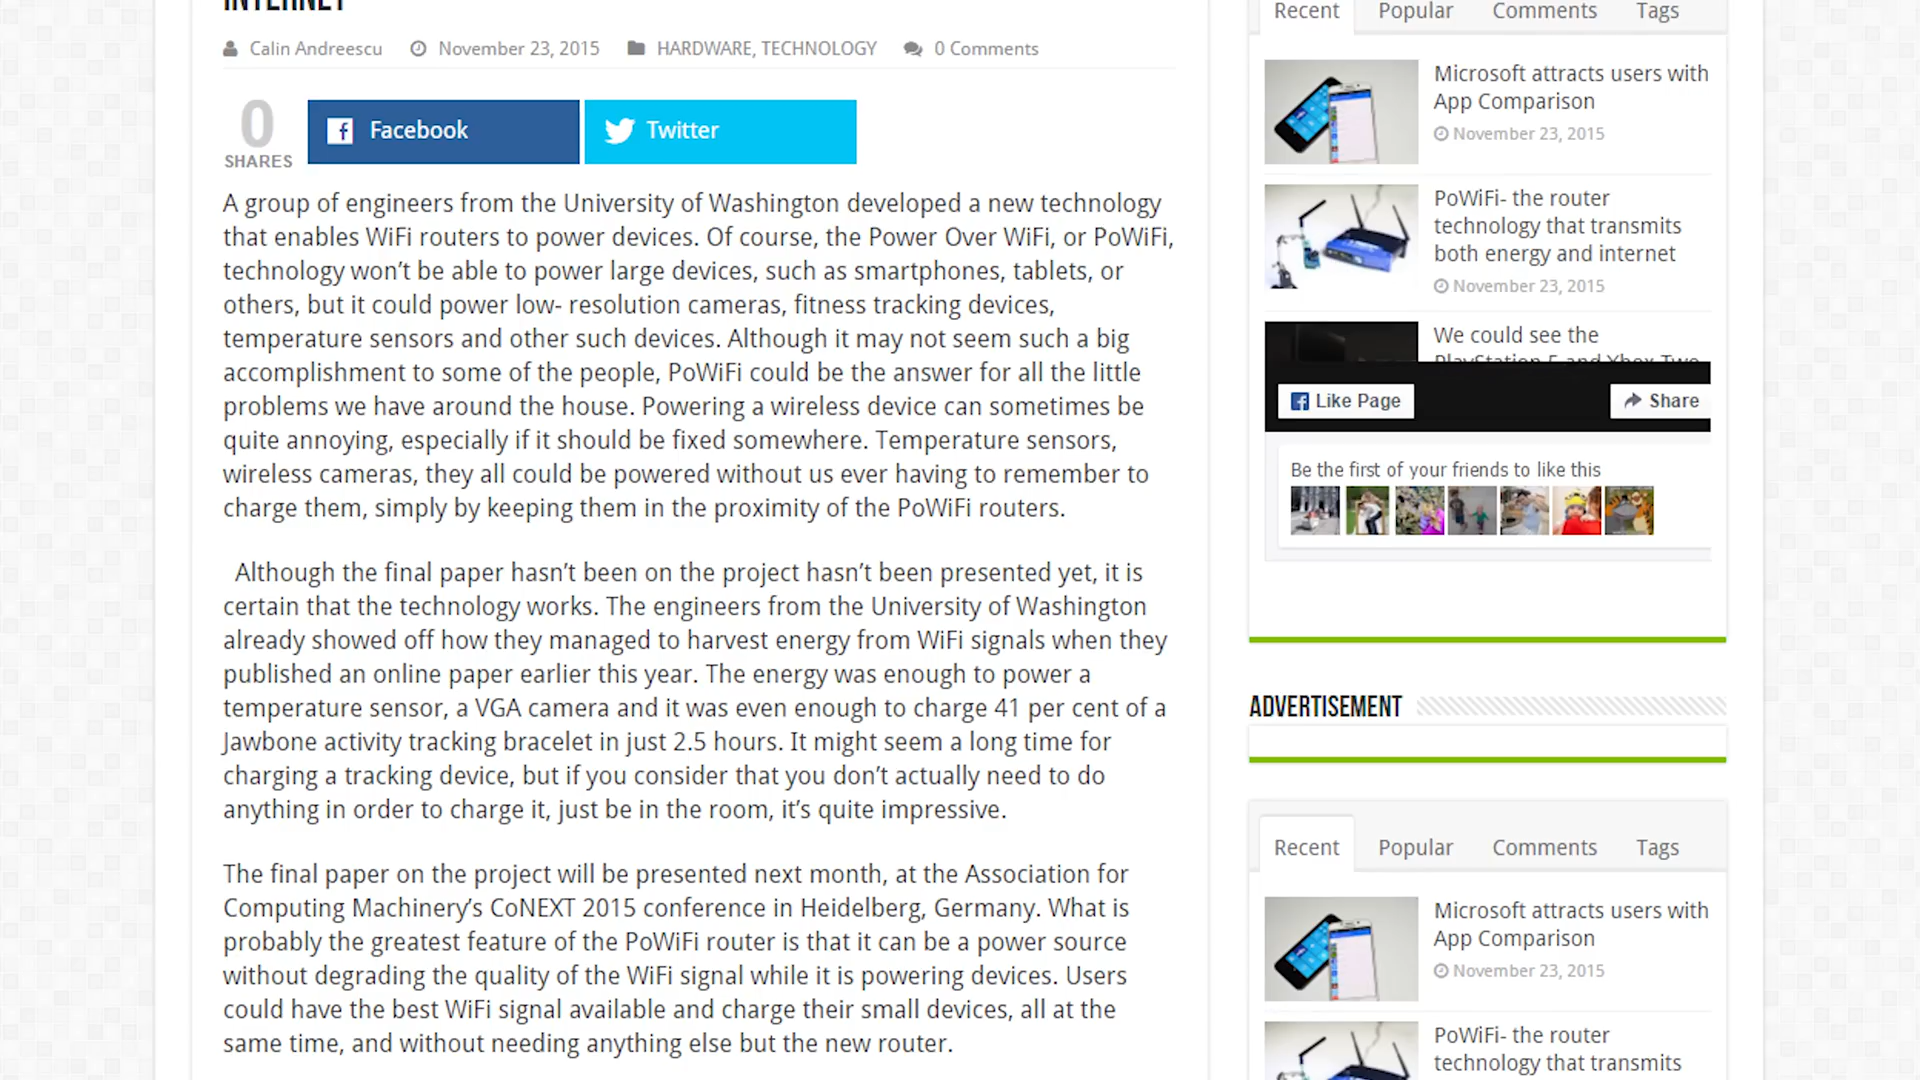 INTERNET
Calin Andreescu November 23, 2015 HARDWARE, TECHNOLOGY 0 Comments
0
SHARES
Facebook
Twitter
A group of engineers from the University of Washington developed a new technology
that enables WiFi routers to power devices. Of course, the Power Over WiFi, or PoWiFi,
technology won’t be able to power large devices, such as smartphones, tablets, or
others, but it could power low- resolution cameras, fitness tracking devices,
temperature sensors and other such devices. Although it may not seem such a big
accomplishment to some of the people, PoWiFi could be the answer for all the little
problems we have around the house. Powering a wireless device can sometimes be
quite annoying, especially if it should be fixed somewhere. Temperature sensors,
wireless cameras, they all could be powered without us ever having to remember to
charge them, simply by keeping them in the proximity of the PoWiFi routers.
Although the final paper hasn’t been on the project hasn’t been presented yet, it is
certain that the technology works. The engineers from the University of Washington
already showed off how they managed to harvest energy from WiFi signals when they
published an online paper earlier this year. The energy was enough to power a
temperature sensor, a VGA camera and it was even enough to charge 41 per cent of a
Jawbone activity tracking bracelet in just 2.5 hours. It might seem a long time for
charging a tracking device, but if you consider that you don’t actually need to do
anything in order to charge it, just be in the room, it’s quite impressive.
The final paper on the project will be presented next month, at the Association for
Computing Machinery’s CoNEXT 2015 conference in Heidelberg, Germany. What is
probably the greatest feature of the PoWiFi router is that it can be a power source
without degrading the quality of the WiFi signal while it is powering devices. Users
could have the best WiFi signal available and charge their small devices, all at the
same time, and without needing anything else but the new router.
Recent Popular Comments Tags
Microsoft attracts users with
App Comparison
November 23, 2015
PoWiFi- the router
technology that transmits
both energy and internet
November 23, 2015
We could see the
PlayStation 5 and Xbox Two
Like Page
Share
Be the first of your friends to like this
ADVERTISEMENT
Recent Popular Comments Tags
Microsoft attracts users with
App Comparison
November 23, 2015
PoWiFi- the router
technology that transmits